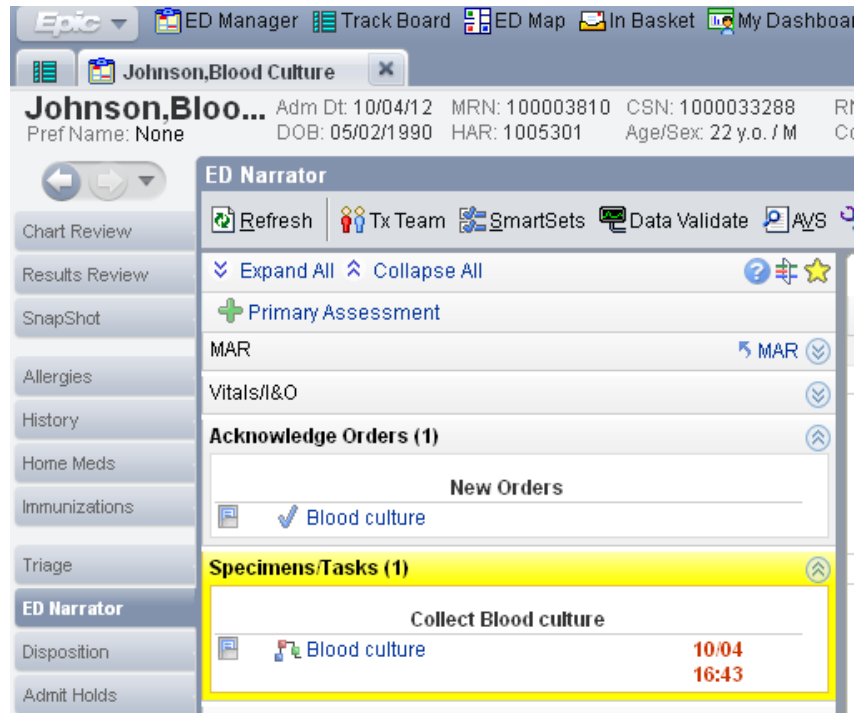 Epic ED Manager Track Board ED Map In Basket My Dashboar
Johnson,Blood Culture
Johnson,Bloo... Adm Dt: 10/04/12 MRN: 100003810 CSN: 1000033288
Pref Name: None DOB: 05/02/1990 HAR: 1005301 Age/Sex: 22 y.o. / M
ED Narrator
Refresh Tx Team SmartSets Data Validate AVS
Chart Review
Results Review
SnapShot
Allergies
History
Home Meds
Immunizations
Triage
ED Narrator
Disposition
Admit Holds
Expand All Collapse All
Primary Assessment
MAR MAR
Vitals/I&O
Acknowledge Orders (1)
New Orders
Blood culture
Specimens/Tasks (1)
Collect Blood culture
Blood culture 10/04
16:43